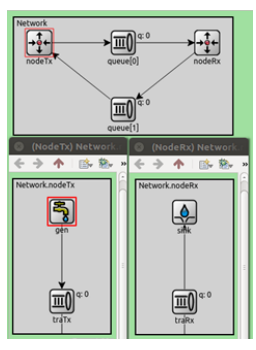 Network
q: 0
nodeTx
queue[0]
nodeRx
q: 0
queue[1]
(NodeTx) Network.
(NodeRx) Network
Network.nodeTx
Network.nodeRx
gen
sink
q: 0
q: 0
traTx
traRx